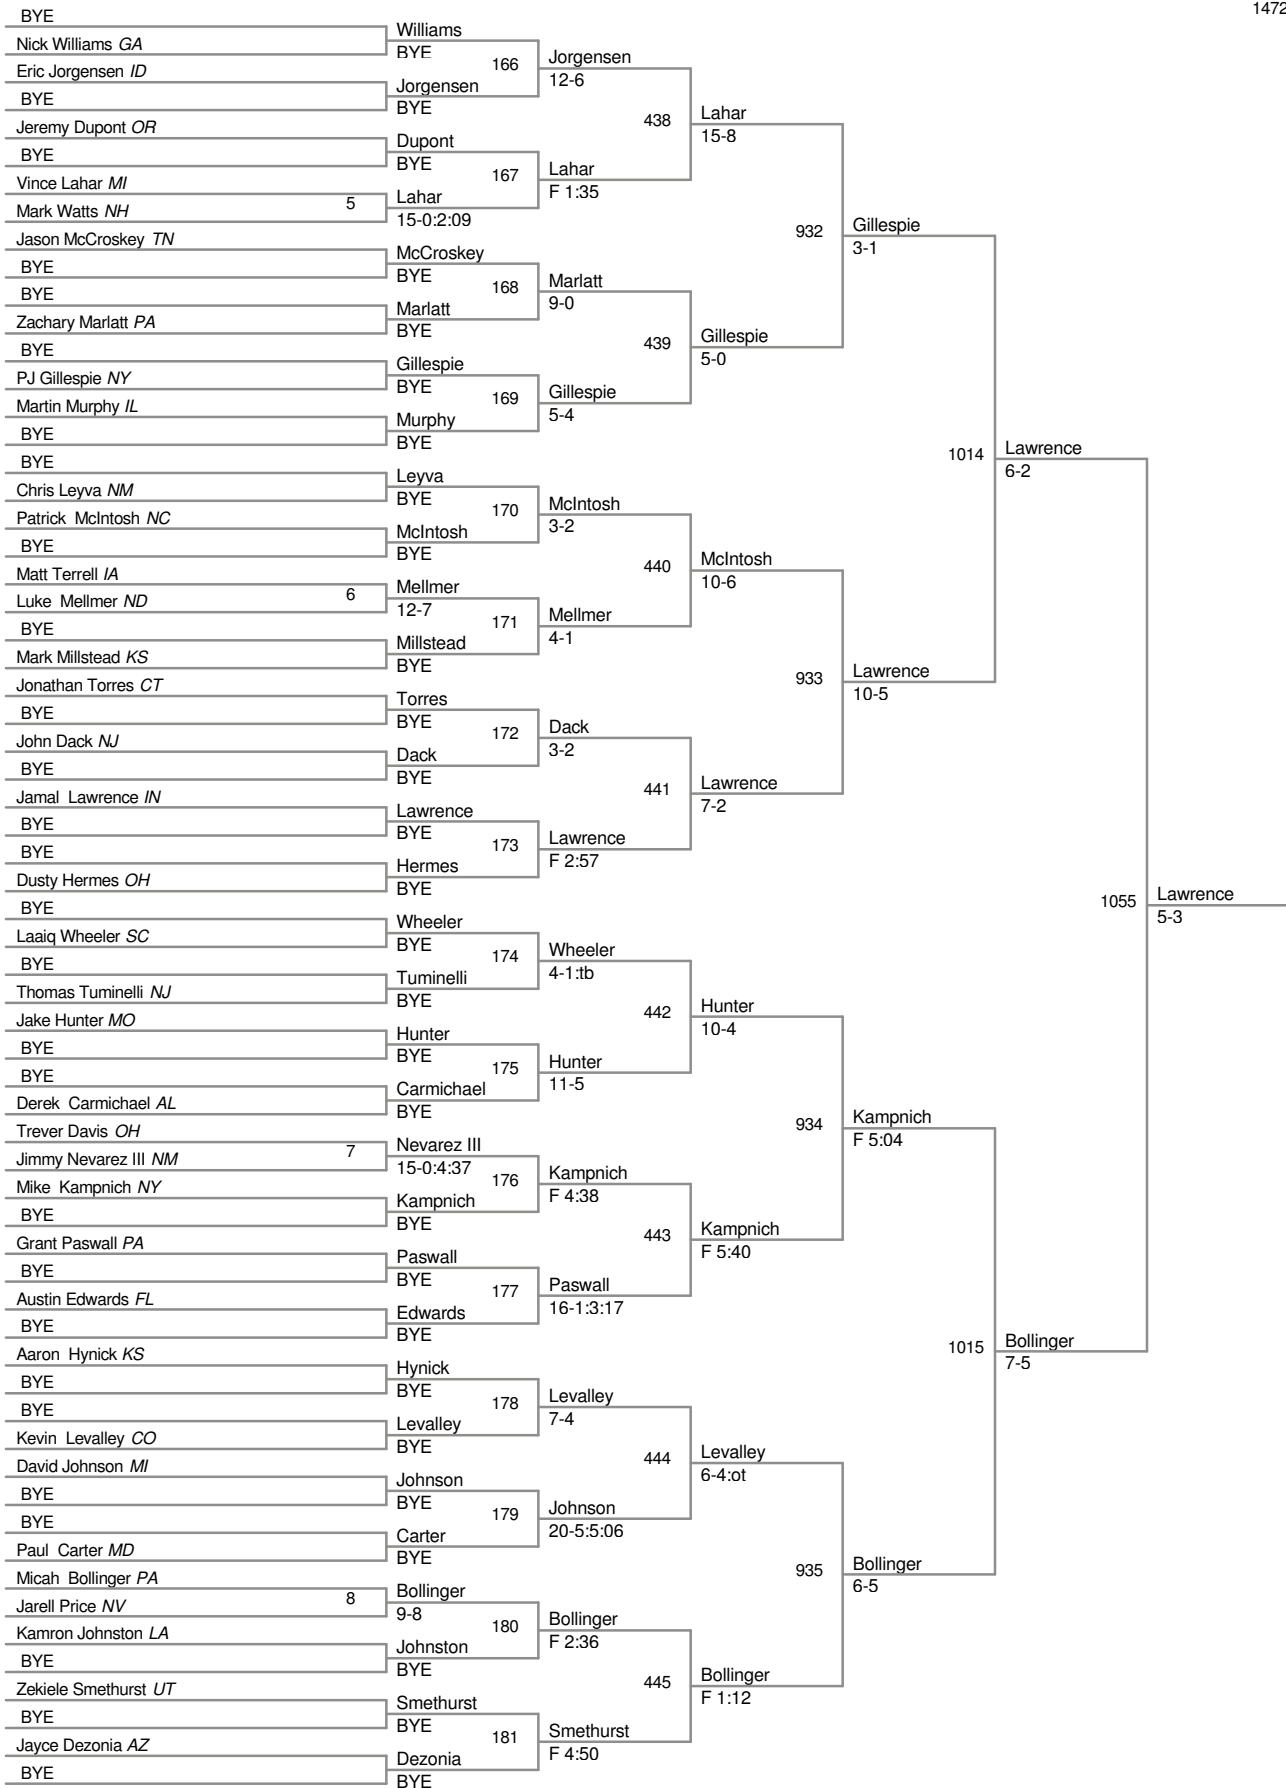 1472
BYE
Nick Williams GA
Eric Jorgensen ID
BYE
Jeremy Dupont OR
BYE
Vince Lahar MI
5
Mark Watts NH
Jason McCroskey TN
BYE
BYE
Zachary Marlatt PA
BYE
PJ Gillespie NY
Martin Murphy IL
BYE
BYE
Chris Leyva NM
Patrick McIntosh NC
BYE
Matt Terrell IA
6
Luke Mellmer ND
BYE
Mark Millstead KS
Jonathan Torres CT
BYE
John Dack NJ
BYE
Jamal Lawrence IN
BYE
BYE
Dusty Hermes OH
BYE
Laaiq Wheeler SC
BYE
Thomas Tuminelli NJ
Jake Hunter MO
BYE
BYE
Derek Carmichael AL
Trever Davis OH
7
Jimmy Nevarez III NM
Mike Kampnich NY
BYE
Grant Paswall PA
BYE
Austin Edwards FL
BYE
Aaron Hynick KS
BYE
BYE
Kevin Levalley CO
David Johnson MI
BYE
BYE
Paul Carter MD
Micah Bollinger PA
8
Jarell Price NV
Kamron Johnston LA
BYE
Zekiele Smethurst UT
BYE
Jayce Dezonia AZ
BYE
Williams
BYE
166
Jorgensen
BYE
Dupont
BYE
167
Lahar
15-0:2:09
McCroskey
BYE
168
Marlatt
BYE
Gillespie
BYE
169
Murphy
BYE
Leyva
BYE
170
McIntosh
BYE
Mellmer
12-7
171
Millstead
BYE
Torres
BYE
172
Dack
BYE
Lawrence
BYE
173
Hermes
BYE
Wheeler
BYE
174
Tuminelli
BYE
Hunter
BYE
175
Carmichael
BYE
Nevarez III
15-0:4:37
176
Kampnich
BYE
Paswall
BYE
177
Edwards
BYE
Hynick
BYE
178
Levalley
BYE
Johnson
BYE
179
Carter
BYE
Bollinger
9-8
180
Johnston
BYE
Smethurst
BYE
181
Dezonia
BYE
Jorgensen
12-6
438
Lahar
F 1:35
Marlatt
9-0
439
Gillespie
5-4
McIntosh
3-2
440
Mellmer
4-1
Dack
3-2
441
Lawrence
F 2:57
Wheeler
4-1:tb
442
Hunter
11-5
Kampnich
F 4:38
443
Paswall
16-1:3:17
Levalley
7-4
444
Johnson
20-5:5:06
Bollinger
F 2:36
445
Smethurst
F 4:50
Lahar
15-8
932
Gillespie
5-0
McIntosh
10-6
933
Lawrence
7-2
Hunter
10-4
934
Kampnich
F 5:40
Levalley
6-4:ot
935
Bollinger
F 1:12
Gillespie
3-1
1014
Lawrence
10-5
Kampnich
F 5:04
1015
Bollinger
6-5
Lawrence
6-2
1055
Bollinger
7-5
Lawrence
5-3